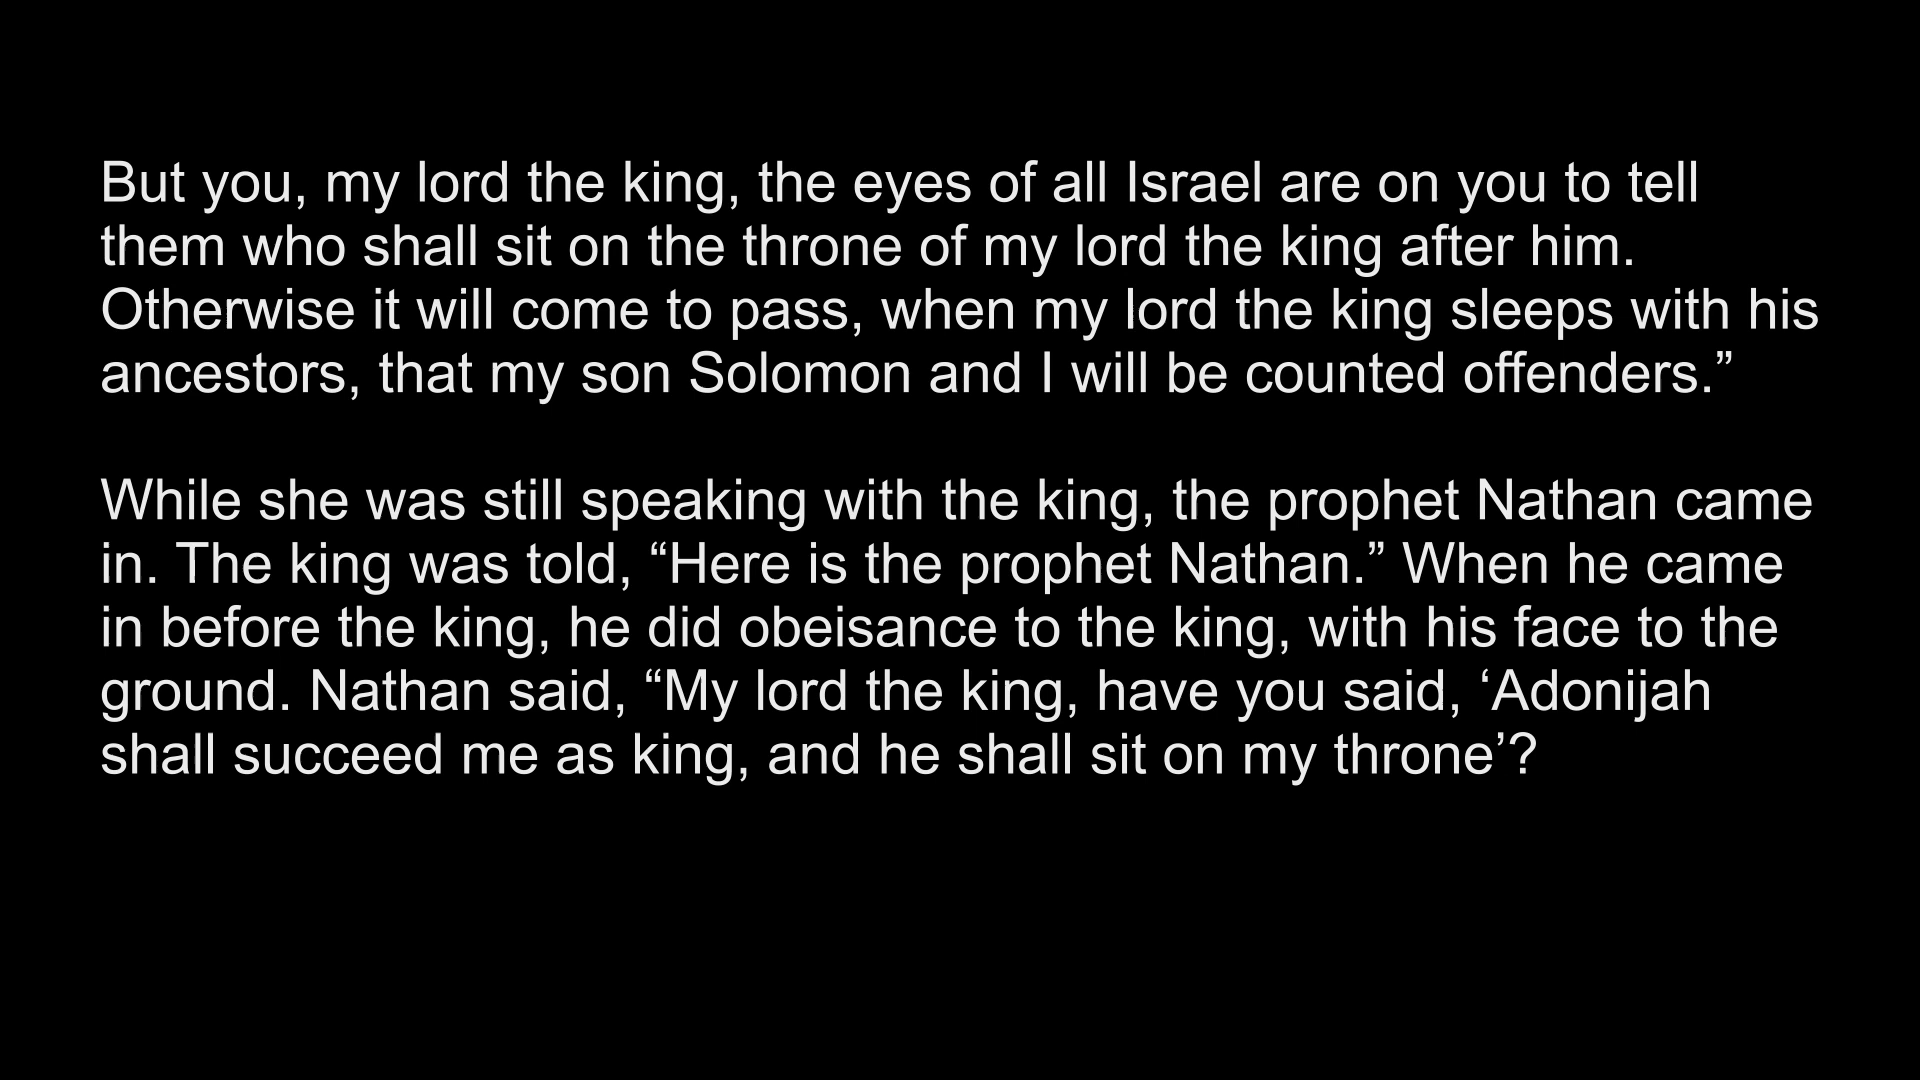 But you, my lord the king, the eyes of all Israel are on you to tell
them who shall sit on the throne of my lord the king after him.
Otherwise it will come to pass, when my lord the king sleeps with his
ancestors, that my son Solomon and I will be counted offenders.”
While she was still speaking with the king, the prophet Nathan came
in. The king was told, “Here is the prophet Nathan.” When he came
in before the king, he did obeisance to the king, with his face to the
ground. Nathan said, “My lord the king, have you said, ‘Adonijah
shall succeed me as king, and he shall sit on my throne’?